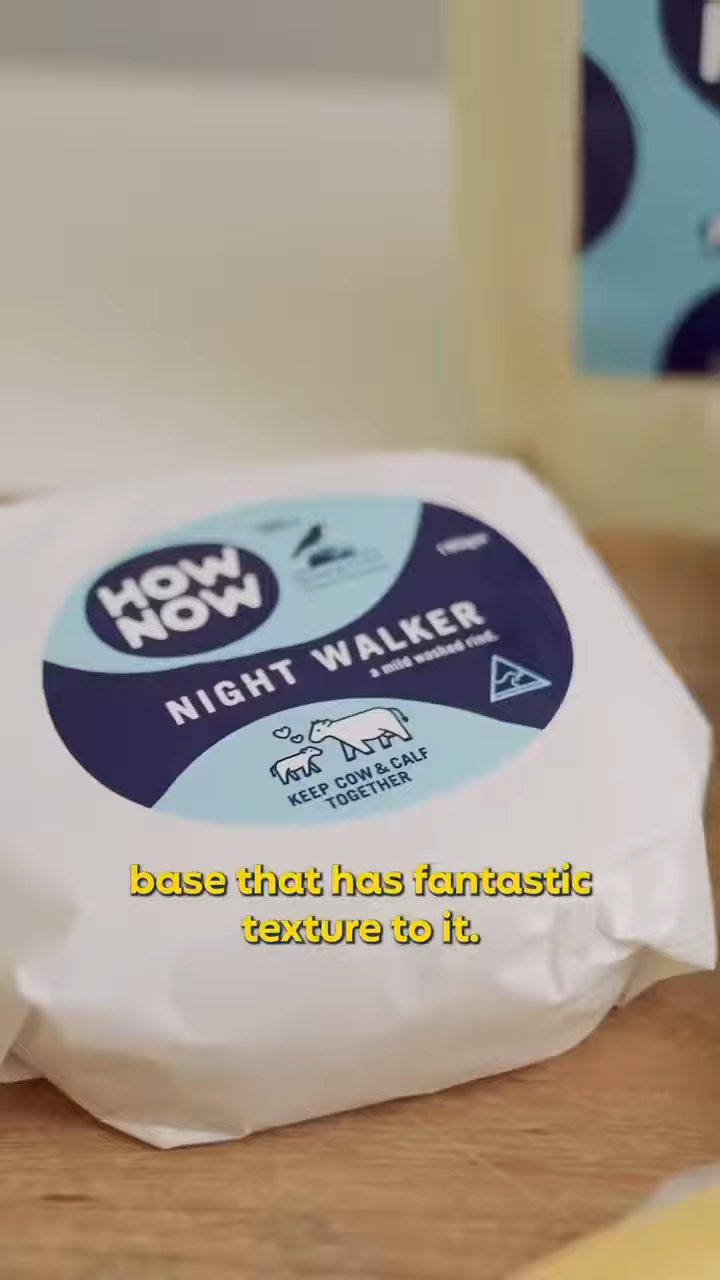 HOW
NOW
NIGHT WALKER
a mild washed rind.
KEEP COW & CALF
TOGETHER
base that has fantastic
texture to it.